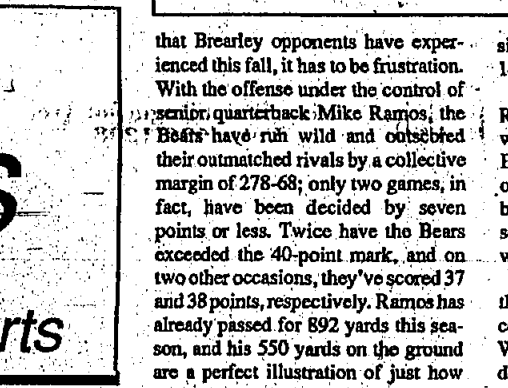 that Brearley opponents have exper-
ienced this fall, it has to be frustration.
With the offense under the control of
senior quarterback Mike Ramos, the
Bears have run wild and outscored
their outmatched rivals by a collective
margin of 278-68; only two games, in
fact, have been decided by seven
points or less. Twice have the Bears
exceeded the 40-point mark, and on
two other occasions, they've scored 37
and 38 points, respectively. Ramos has
already passed for 892 yards this sea-
son, and his 550 yards on the ground
are a perfect illustration of just how
s
rts